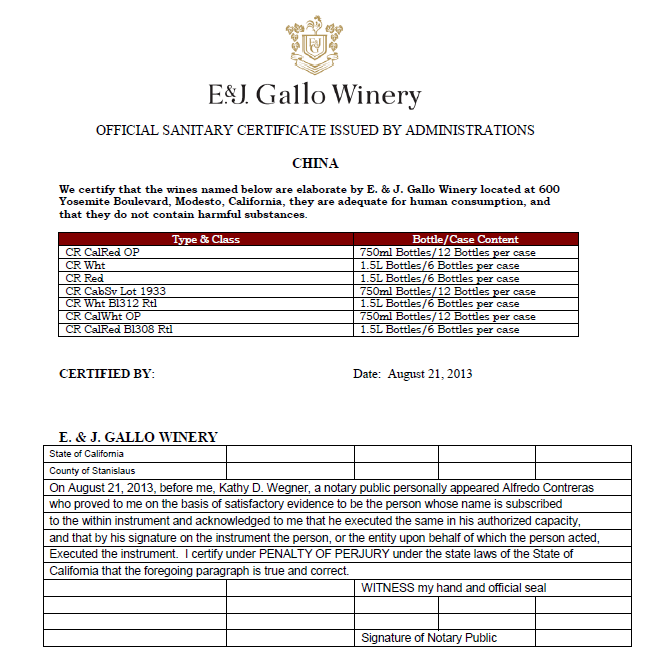 E&J. Gallo Winery
OFFICIAL SANITARY CERTIFICATE ISSUED BY ADMINISTRATIONS
CHINA
We certify that the wines named below are elaborate by E. & J. Gallo Winery located at 600
Yosemite Boulevard, Modesto, California, they are adequate for human consumption, and
that they do not contain harmful substances.
Type & Class Bottle/Case Content
CR CalRed OP 750ml Bottles/12 Bottles per case
CR Wht 1.5L Bottles/6 Bottles per case
CR Red 1.5L Bottles/6 Bottles per case
CR CabSv Lot 1933 750ml Bottles/12 Bottles per case
CR Wht Bl312 Rtl 1.5L Bottles/6 Bottles per case
CR CalWht OP 750ml Bottles/12 Bottles per case
CR CalRed Bl308 Rtl 1.5L Bottles/6 Bottles per case
CERTIFIED BY: Date: August 21, 2013
E. & J. GALLO WINERY
State of California
County of Stanislaus
On August 21, 2013, before me, Kathy D. Wegner, a notary public personally appeared Alfredo Contreras
who proved to me on the basis of satisfactory evidence to be the person whose name is subscribed
to the within instrument and acknowledged to me that he executed the same in his authorized capacity,
and that by his signature on the instrument the person, or the entity upon behalf of which the person acted,
Executed the instrument. I certify under PENALTY OF PERJURY under the state laws of the State of
California that the foregoing paragraph is true and correct.
WITNESS my hand and official seal
Signature of Notary Public